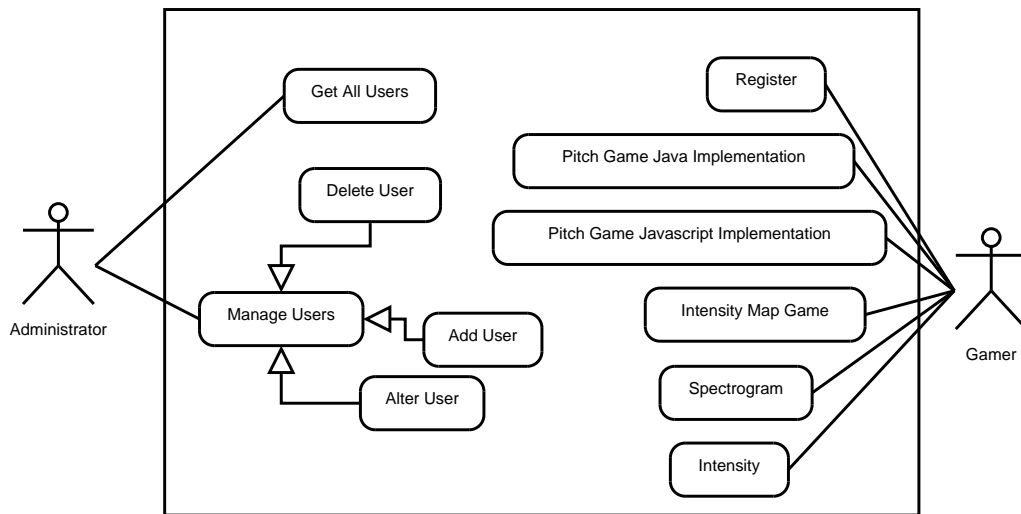 Register
Get All Users
Pitch Game Java Implementation
Delete User
Pitch Game Javascript Implementation
Administrator
Manage Users
Intensity Map Game
Add User
Gamer
Alter User
Spectrogram
Intensity